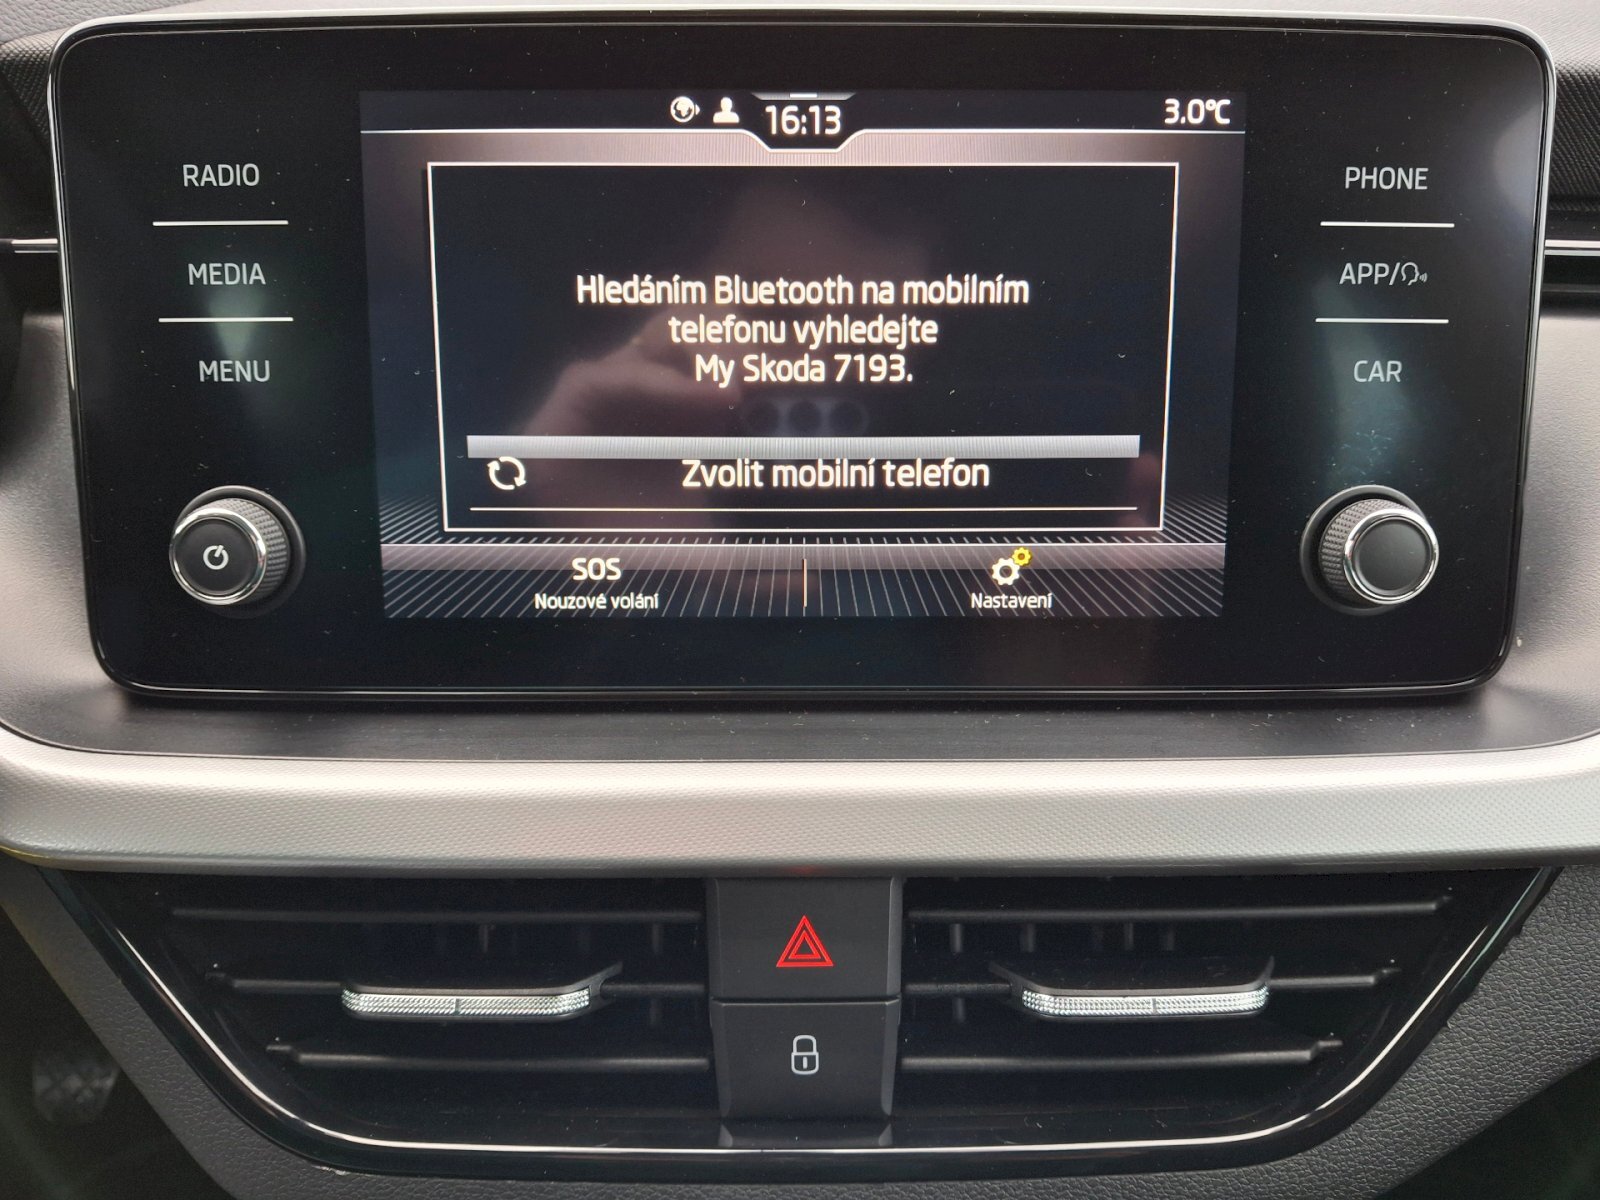 16:13
3.0°C
RADIO
MEDIA
MENU
PHONE
APP/
CAR
Hledáním Bluetooth na mobilním
telefonu vyhledejte
My Skoda 7193.
Zvolit mobilní telefon
SOS
Nouzové volání
Nastavení